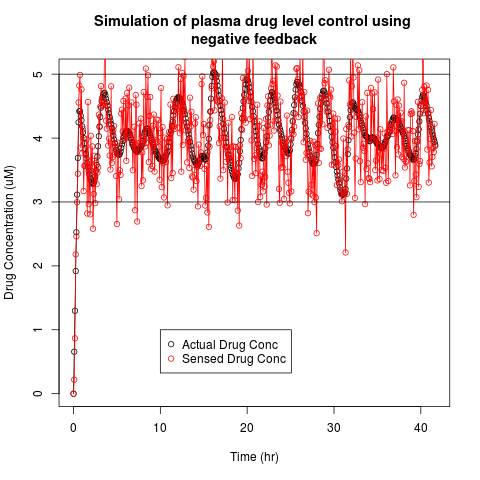 Simulation of plasma drug level control using
negative feedback
Drug Concentration (uM)
5
4
3
2
1
0
Actual Drug Conc
Sensed Drug Conc
0 10 20 30 40
Time (hr)